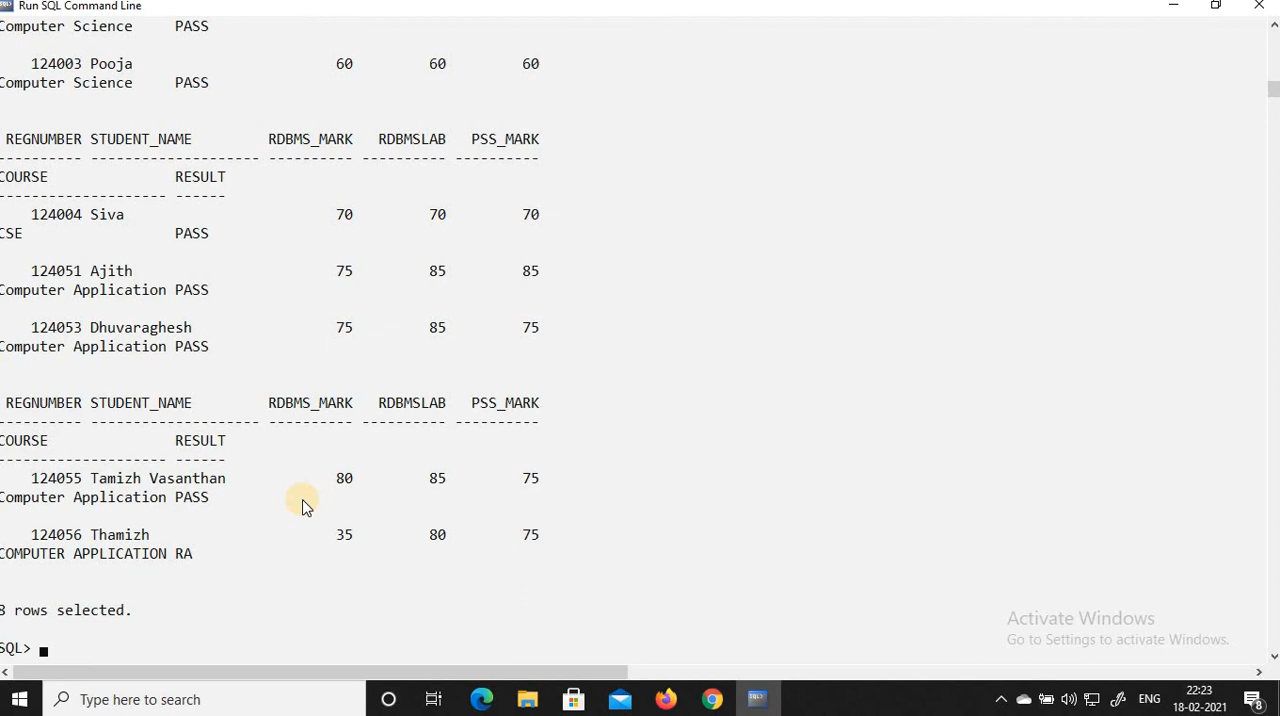 Run SQL Command Line
Computer Science     PASS
124003 Pooja     60     60     60
Computer Science     PASS
REGNUMBER STUDENT_NAME     RDBMS_MARK   RDBMSLAB   PSS_MARK
---------- -------------------- ---------- ---------- ----------
COURSE     RESULT
-------------------- ------
124004 Siva     70     70     70
CSE     PASS
124051 Ajith     75     85     85
Computer Application PASS
124053 Dhuvaraghesh     75     85     75
Computer Application PASS
REGNUMBER STUDENT_NAME     RDBMS_MARK   RDBMSLAB   PSS_MARK
---------- -------------------- ---------- ---------- ----------
COURSE     RESULT
-------------------- ------
124055 Tamizh Vasanthan     80     85     75
Computer Application PASS
124056 Thamizh     35     80     75
COMPUTER APPLICATION RA
8 rows selected.
SQL>
Activate Windows
Go to Settings to activate Windows.
Type here to search
ENG
22:23
18-02-2021
8